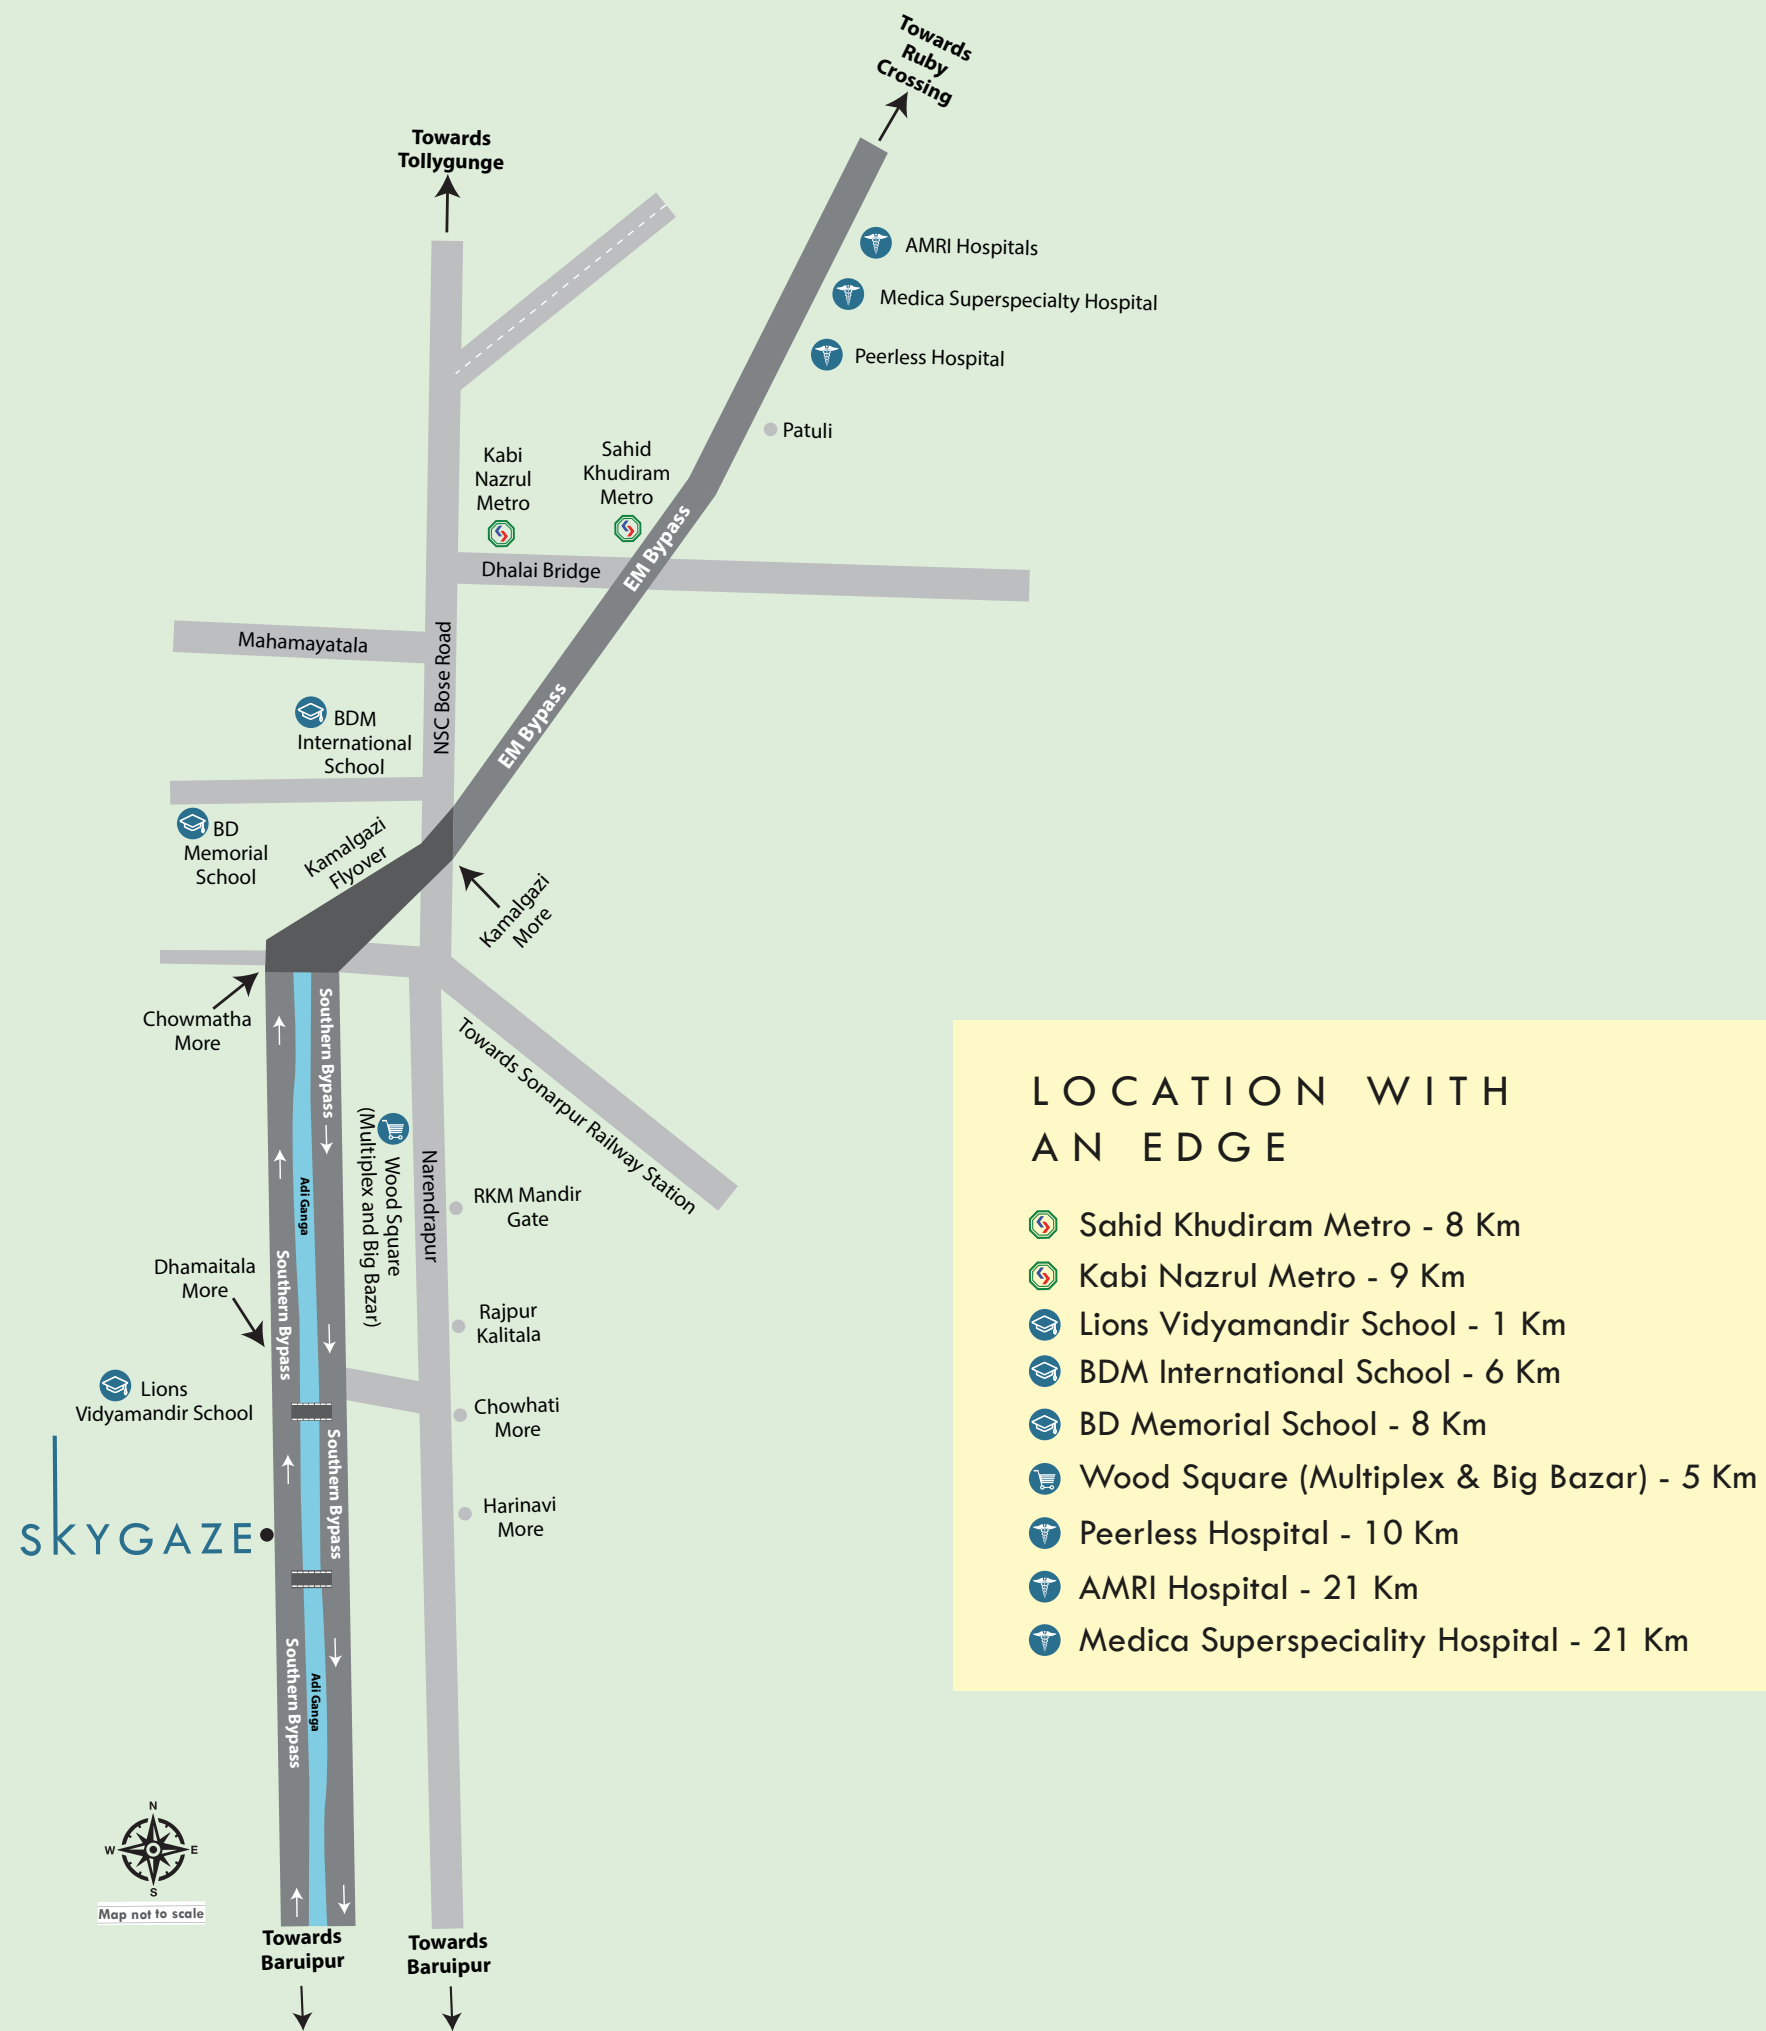 Towards
Ruby
Crossing
Towards
Tollygunge
AMRI Hospitals
Medica Superspecialty Hospital
Peerless Hospital
Patuli
Kabi
Nazrul
Metro
Sahid
Khudiram
Metro
EM Bypass
Dhalai Bridge
Mahamayatala
NSC Bose Road
EM Bypass
BDM
International
School
BD
Memorial
School
Kamalgazi
Flyover
Kamalgazi
More
Chowmatha
More
Southern Bypass
Towards Sonarpur Railway Station
Wood Square
(Multiplex and Big Bazar)
Narendrapur
Adi Ganga
RKM Mandir
Gate
Dhamaitala
More
Southern Bypass
Rajpur
Kalitala
Lions
Vidyamandir School
Chowhati
More
Southern Bypass
Harinavi
More
SKYGAZE
Southern Bypass
Adi Ganga
N
W
E
S
Map not to scale
Towards
Baruipur
Towards
Baruipur
LOCATION WITH
AN EDGE
Sahid Khudiram Metro - 8 Km
Kabi Nazrul Metro - 9 Km
Lions Vidyamandir School - 1 Km
BDM International School - 6 Km
BD Memorial School - 8 Km
Wood Square (Multiplex & Big Bazar) - 5 Km
Peerless Hospital - 10 Km
AMRI Hospital - 21 Km
Medica Superspeciality Hospital - 21 Km